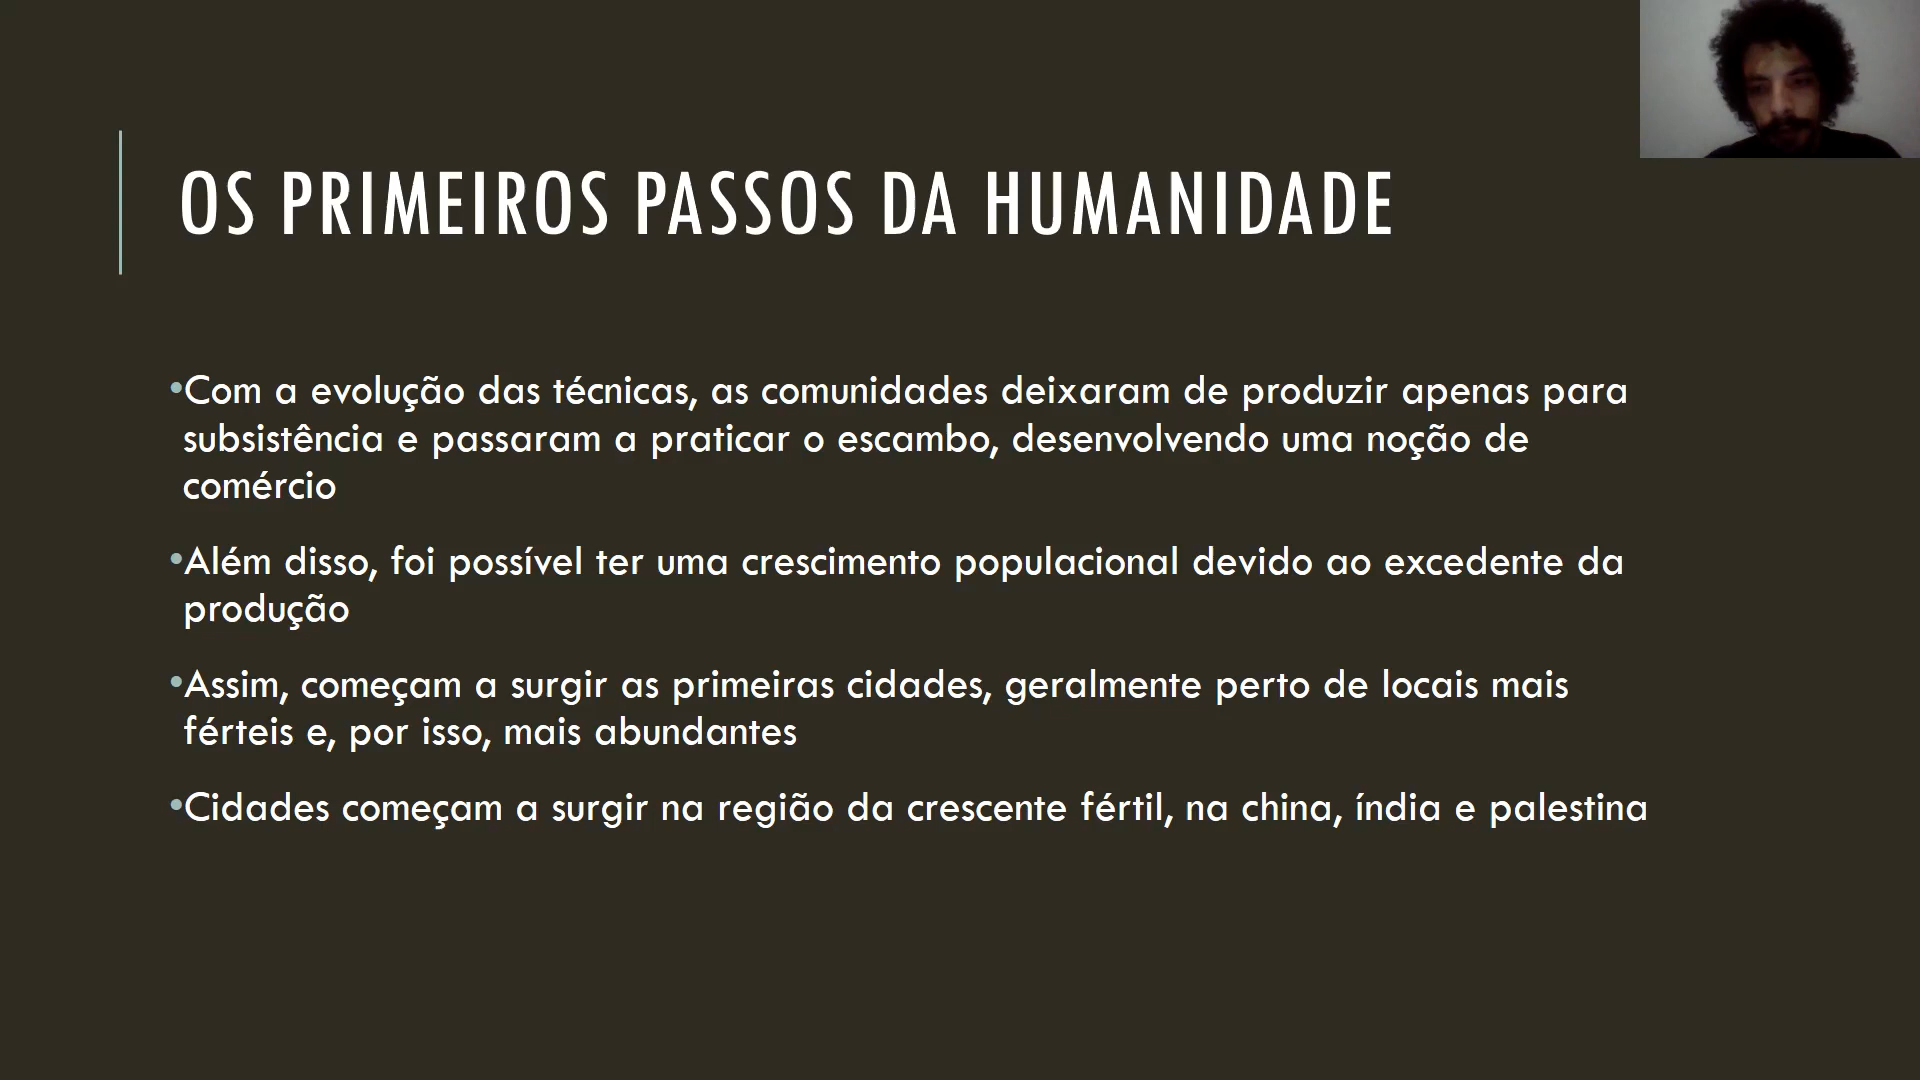 OS PRIMEIROS PASSOS DA HUMANIDADE
•Com a evolução das técnicas, as comunidades deixaram de produzir apenas para
subsistência e passaram a praticar o escambo, desenvolvendo uma noção de
comércio
•Além disso, foi possível ter uma crescimento populacional devido ao excedente da
produção
•Assim, começam a surgir as primeiras cidades, geralmente perto de locais mais
férteis e, por isso, mais abundantes
•Cidades começam a surgir na região da crescente fértil, na china, índia e palestina